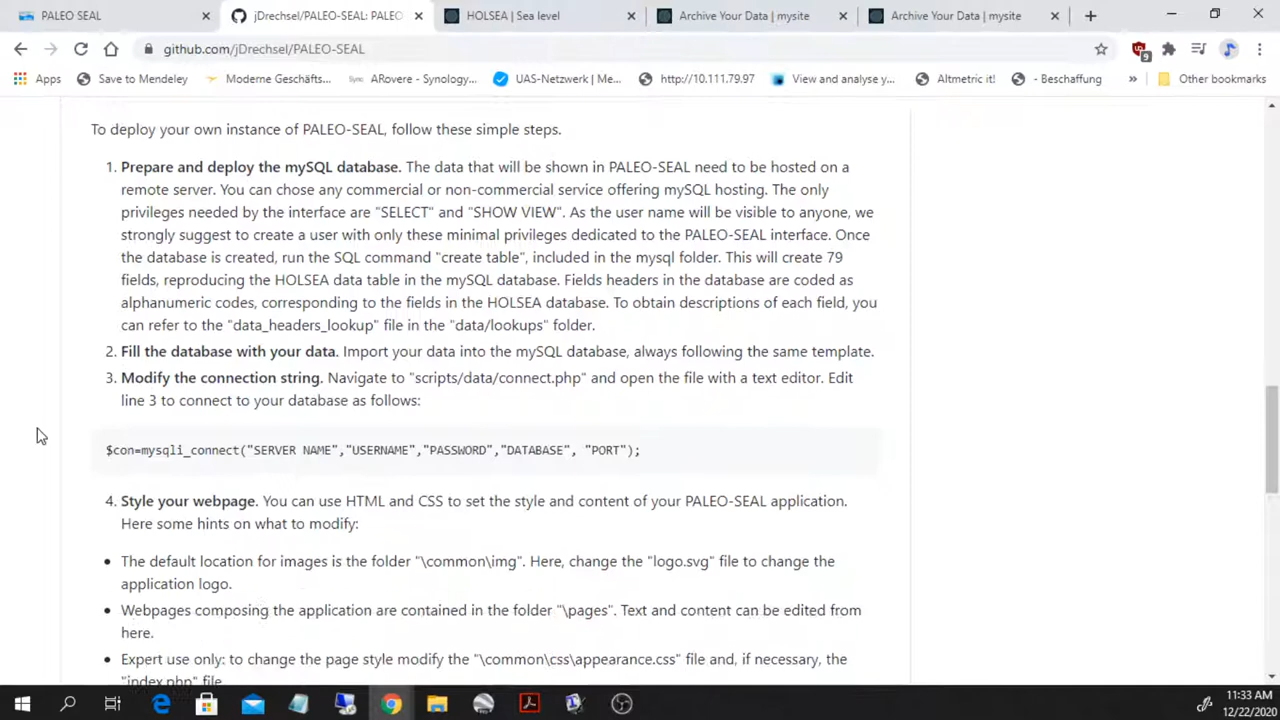 PALEO SEAL
jDrechsel/PALEO-SEAL: PALEO
HOLSEA | Sea level
Archive Your Data | mysite
Archive Your Data | mysite
github.com/jDrechsel/PALEO-SEAL
9
Apps
Save to Mendeley
Moderne Geschäfts...
ARovere - Synology...
UAS-Netzwerk | Me...
http://10.111.79.97
View and analyse y...
Altmetric it!
- Beschaffung
»
Other bookmarks
To deploy your own instance of PALEO-SEAL, follow these simple steps.
1. Prepare and deploy the mySQL database. The data that will be shown in PALEO-SEAL need to be hosted on a
remote server. You can chose any commercial or non-commercial service offering mySQL hosting. The only
privileges needed by the interface are "SELECT" and "SHOW VIEW". As the user name will be visible to anyone, we
strongly suggest to create a user with only these minimal privileges dedicated to the PALEO-SEAL interface. Once
the database is created, run the SQL command "create table", included in the mysql folder. This will create 79
fields, reproducing the HOLSEA data table in the mySQL database. Fields headers in the database are coded as
alphanumeric codes, corresponding to the fields in the HOLSEA database. To obtain descriptions of each field, you
can refer to the "data_headers_lookup" file in the "data/lookups" folder.
2. Fill the database with your data. Import your data into the mySQL database, always following the same template.
3. Modify the connection string. Navigate to "scripts/data/connect.php" and open the file with a text editor. Edit
line 3 to connect to your database as follows:
$con=mysqli_connect("SERVER NAME","USERNAME","PASSWORD","DATABASE", "PORT");
4. Style your webpage. You can use HTML and CSS to set the style and content of your PALEO-SEAL application.
Here some hints on what to modify:
• The default location for images is the folder "\common\img". Here, change the "logo.svg" file to change the
application logo.
• Webpages composing the application are contained in the folder "\pages". Text and content can be edited from
here.
• Expert use only: to change the page style modify the "\common\css\appearance.css" file and, if necessary, the
"index.php" file.
11:33 AM
12/22/2020